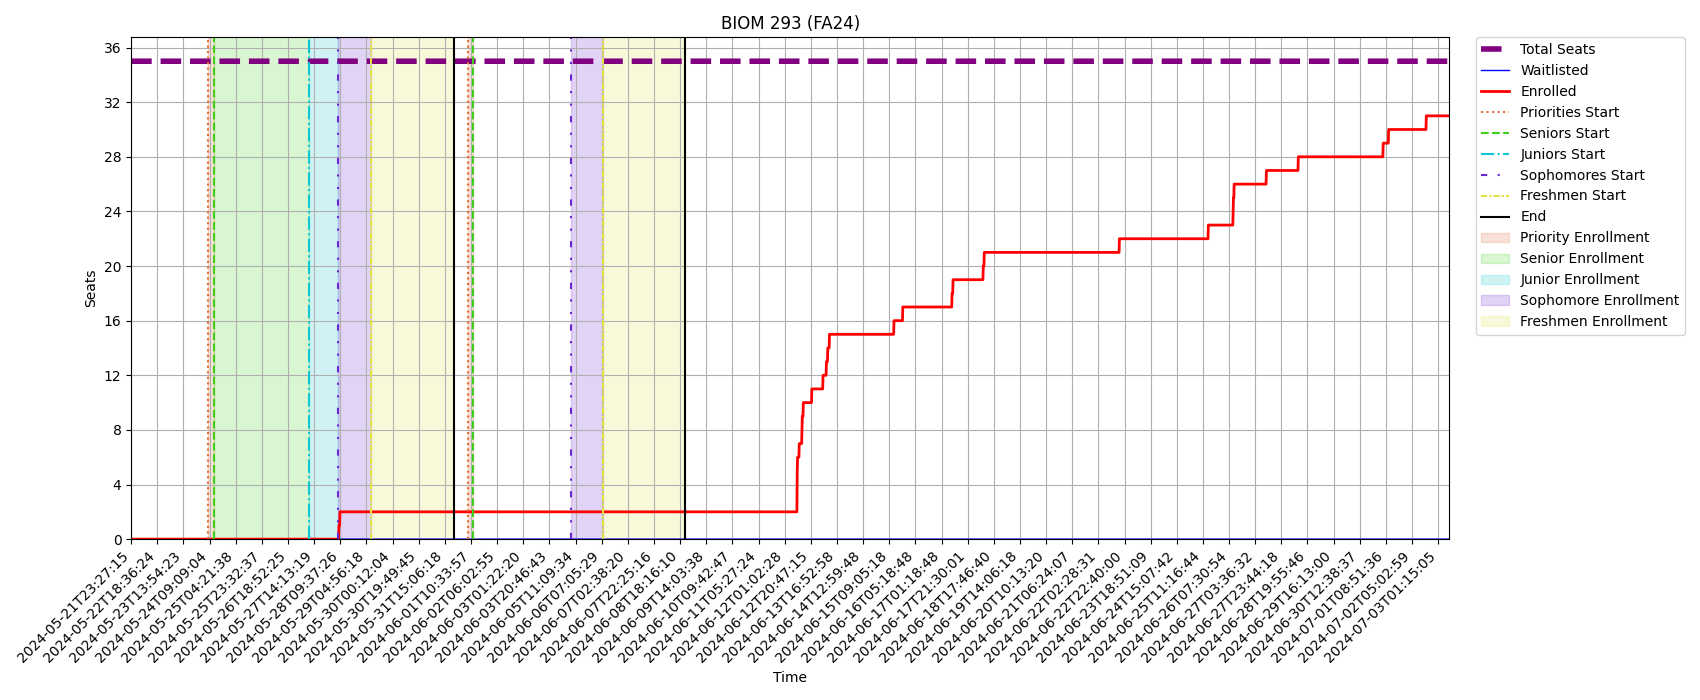 BIOM 293 (FA24)
Total Seats
Waitlisted
Enrolled
Priorities Start
Seniors Start
Juniors Start
Sophomores Start
Freshmen Start
End
Priority Enrollment
Senior Enrollment
Junior Enrollment
Sophomore Enrollment
Freshmen Enrollment
Seats
36
32
28
24
20
16
12
8
4
0
2024-05-21T23:27:15
2024-05-22T18:36:24
2024-05-23T13:54:23
2024-05-24T09:09:04
2024-05-25T04:21:38
2024-05-25T23:32:37
2024-05-26T18:52:25
2024-05-27T14:13:19
2024-05-28T09:37:26
2024-05-29T04:56:18
2024-05-30T00:12:04
2024-05-30T19:49:45
2024-05-31T15:06:18
2024-06-01T10:33:57
2024-06-02T06:02:55
2024-06-03T01:22:20
2024-06-03T20:46:43
2024-06-05T11:09:34
2024-06-06T07:05:29
2024-06-07T02:38:20
2024-06-07T22:25:16
2024-06-08T18:16:10
2024-06-09T14:03:38
2024-06-10T09:42:47
2024-06-11T05:27:24
2024-06-12T01:02:28
2024-06-12T20:47:15
2024-06-13T16:52:58
2024-06-14T12:59:48
2024-06-15T09:05:18
2024-06-16T05:18:48
2024-06-17T01:18:48
2024-06-17T21:30:01
2024-06-18T17:46:40
2024-06-19T14:06:18
2024-06-20T10:13:20
2024-06-21T06:24:07
2024-06-22T02:28:31
2024-06-22T22:40:00
2024-06-23T18:51:09
2024-06-24T15:07:42
2024-06-25T11:16:44
2024-06-26T07:30:54
2024-06-27T03:36:32
2024-06-27T23:44:18
2024-06-28T19:55:46
2024-06-29T16:13:00
2024-06-30T12:38:37
2024-07-01T08:51:36
2024-07-02T05:02:59
2024-07-03T01:15:05
Time